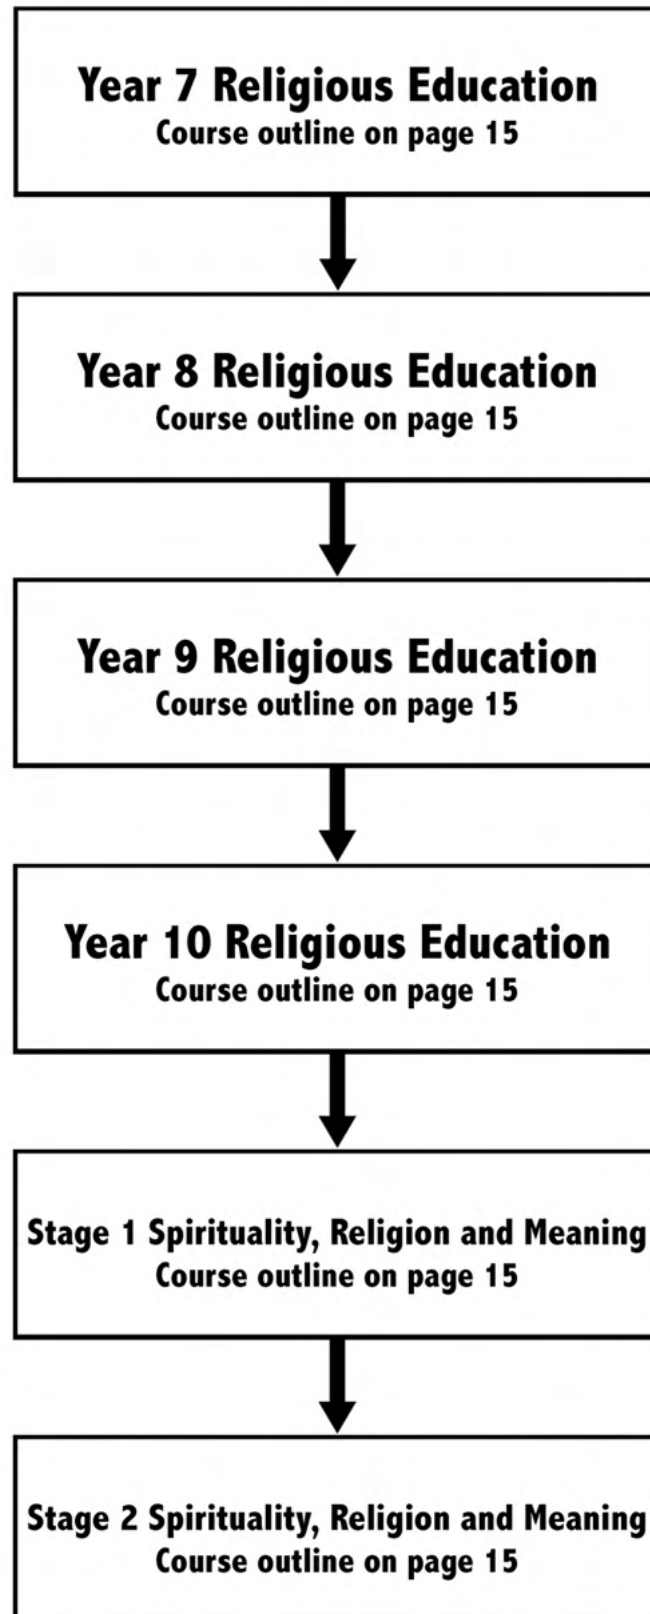 Year 7 Religious Education
Course outline on page 15
Year 8 Religious Education
Course outline on page 15
Year 9 Religious Education
Course outline on page 15
Year 10 Religious Education
Course outline on page 15
Stage 1 Spirituality, Religion and Meaning
Course outline on page 15
Stage 2 Spirituality, Religion and Meaning
Course outline on page 15